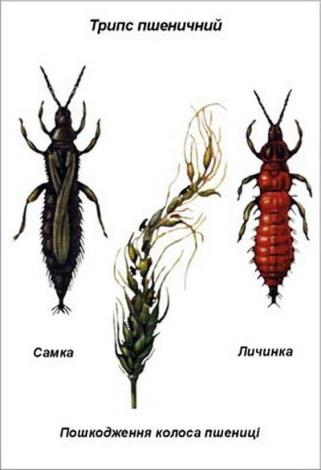 Трипс пшеничний
Самка
Личинка
Пошкодження колоса пшениці